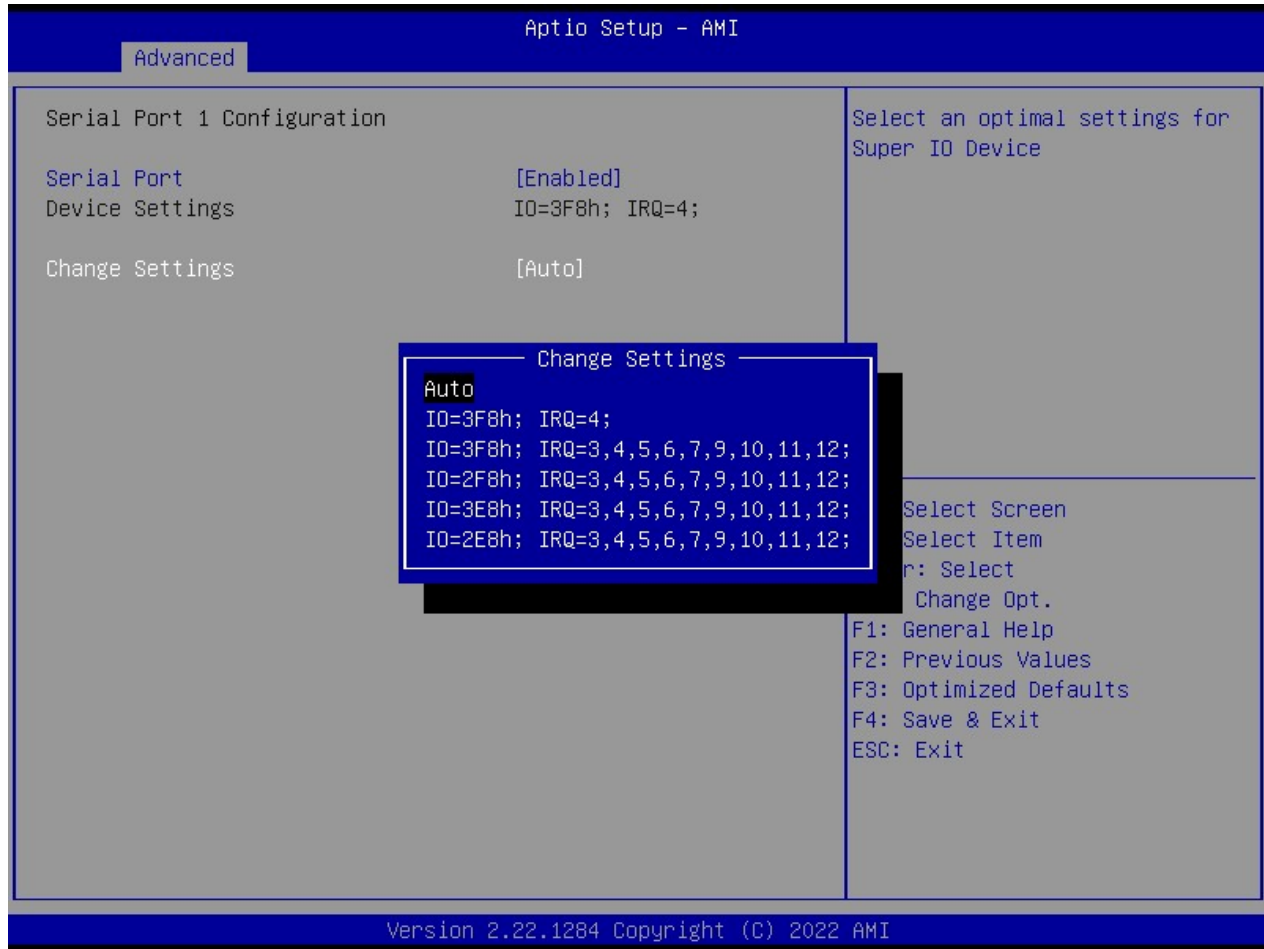 Aptio Setup – AMI
Advanced
Serial Port 1 Configuration
Serial Port [Enabled]
Device Settings IO=3F8h; IRQ=4;
Change Settings [Auto]
Change Settings
Auto
IO=3F8h; IRQ=4;
IO=3F8h; IRQ=3,4,5,6,7,9,10,11,12;
IO=2F8h; IRQ=3,4,5,6,7,9,10,11,12;
IO=3E8h; IRQ=3,4,5,6,7,9,10,11,12;
IO=2E8h; IRQ=3,4,5,6,7,9,10,11,12;
Select an optimal settings for
Super IO Device
Select Screen
Select Item
r: Select
Change Opt.
F1: General Help
F2: Previous Values
F3: Optimized Defaults
F4: Save & Exit
ESC: Exit
Version 2.22.1284 Copyright (C) 2022 AMI